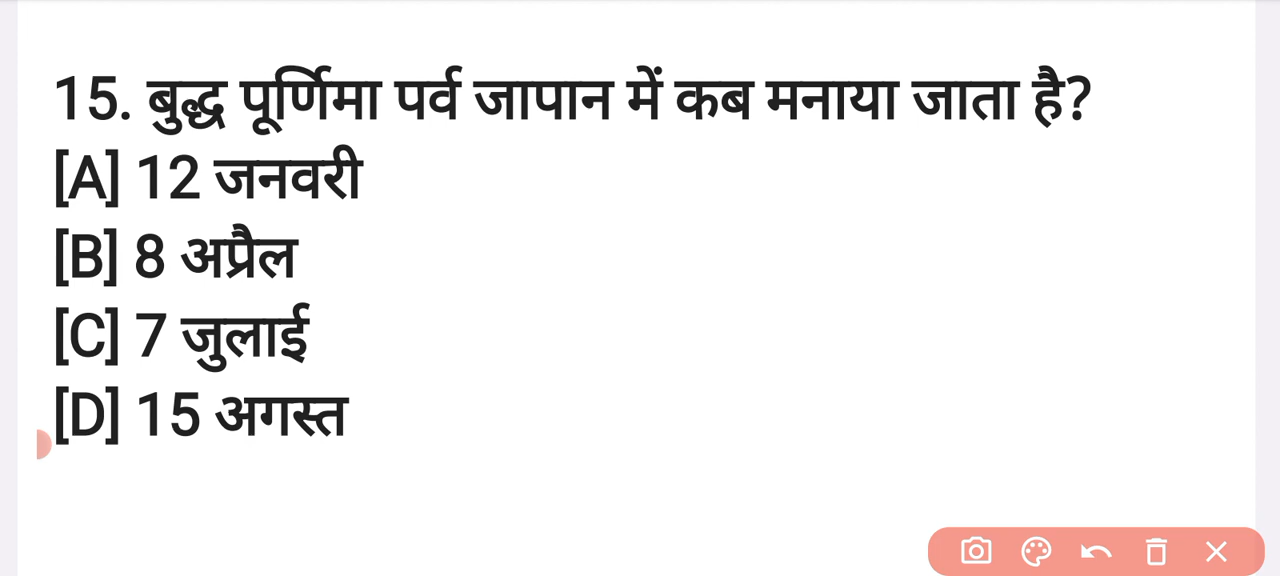 15. बुद्ध पूर्णिमा पर्व जापान में कब मनाया जाता है?
[A] 12 जनवरी
[B] 8 अप्रैल
[C] 7 जुलाई
[D] 15 अगस्त